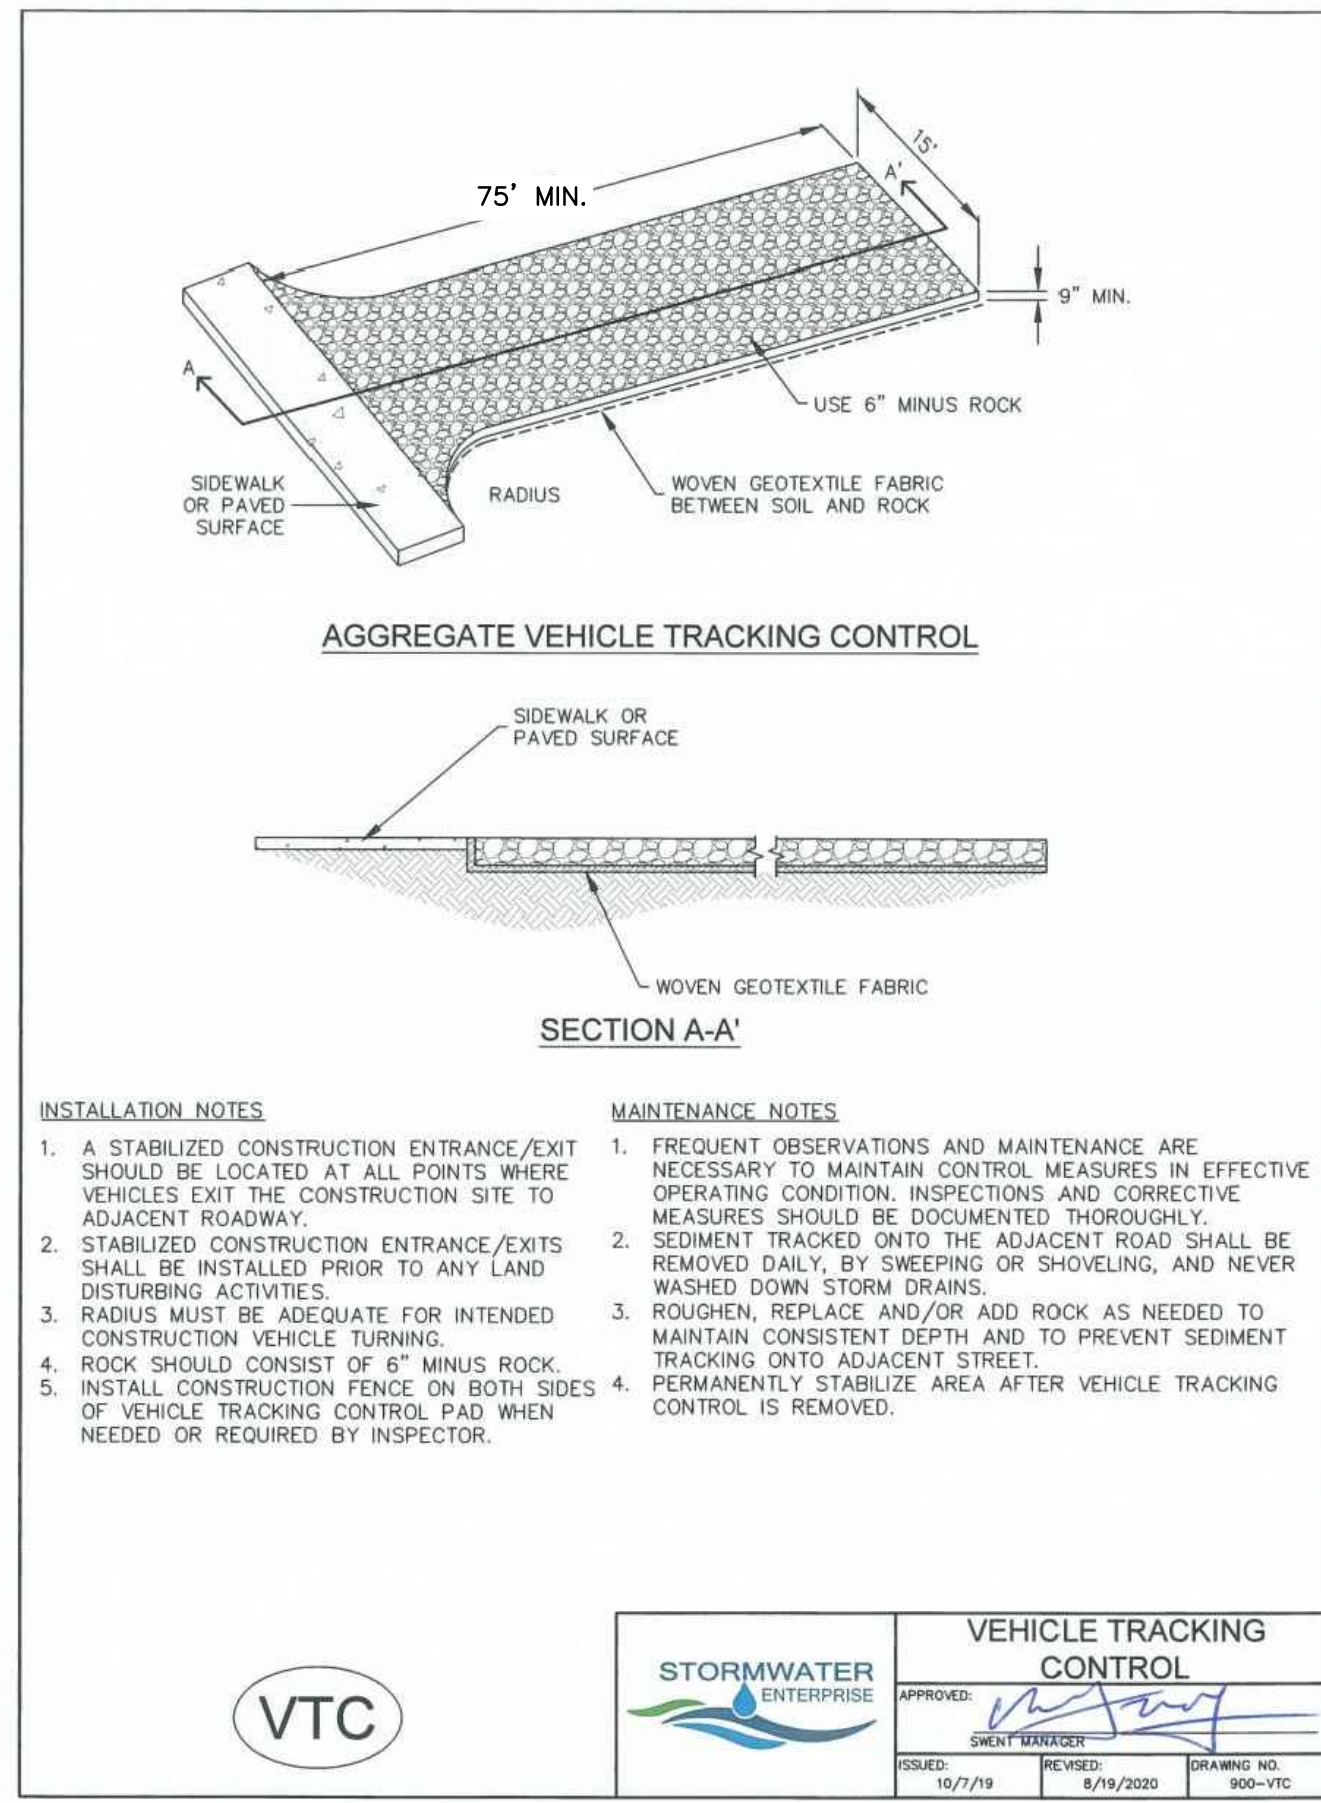 15'
75' MIN.
A'
9" MIN.
A
USE 6" MINUS ROCK
SIDEWALK
OR PAVED
SURFACE
RADIUS
WOVEN GEOTEXTILE FABRIC
BETWEEN SOIL AND ROCK
AGGREGATE VEHICLE TRACKING CONTROL
SIDEWALK OR
PAVED SURFACE
WOVEN GEOTEXTILE FABRIC
SECTION A-A'
INSTALLATION NOTES
1. A STABILIZED CONSTRUCTION ENTRANCE/EXIT
SHOULD BE LOCATED AT ALL POINTS WHERE
VEHICLES EXIT THE CONSTRUCTION SITE TO
ADJACENT ROADWAY.
2. STABILIZED CONSTRUCTION ENTRANCE/EXITS
SHALL BE INSTALLED PRIOR TO ANY LAND
DISTURBING ACTIVITIES.
3. RADIUS MUST BE ADEQUATE FOR INTENDED
CONSTRUCTION VEHICLE TURNING.
4. ROCK SHOULD CONSIST OF 6" MINUS ROCK.
5. INSTALL CONSTRUCTION FENCE ON BOTH SIDES
OF VEHICLE TRACKING CONTROL PAD WHEN
NEEDED OR REQUIRED BY INSPECTOR.
MAINTENANCE NOTES
1. FREQUENT OBSERVATIONS AND MAINTENANCE ARE
NECESSARY TO MAINTAIN CONTROL MEASURES IN EFFECTIVE
OPERATING CONDITION. INSPECTIONS AND CORRECTIVE
MEASURES SHOULD BE DOCUMENTED THOROUGHLY.
2. SEDIMENT TRACKED ONTO THE ADJACENT ROAD SHALL BE
REMOVED DAILY, BY SWEEPING OR SHOVELING, AND NEVER
WASHED DOWN STORM DRAINS.
3. ROUGHEN, REPLACE AND/OR ADD ROCK AS NEEDED TO
MAINTAIN CONSISTENT DEPTH AND TO PREVENT SEDIMENT
TRACKING ONTO ADJACENT STREET.
4. PERMANENTLY STABILIZE AREA AFTER VEHICLE TRACKING
CONTROL IS REMOVED.
VTC
STORMWATER
ENTERPRISE
VEHICLE TRACKING
CONTROL
APPROVED:
SWENT MANAGER
ISSUED:
10/7/19
REVISED:
8/19/2020
DRAWING NO.
900-VTC